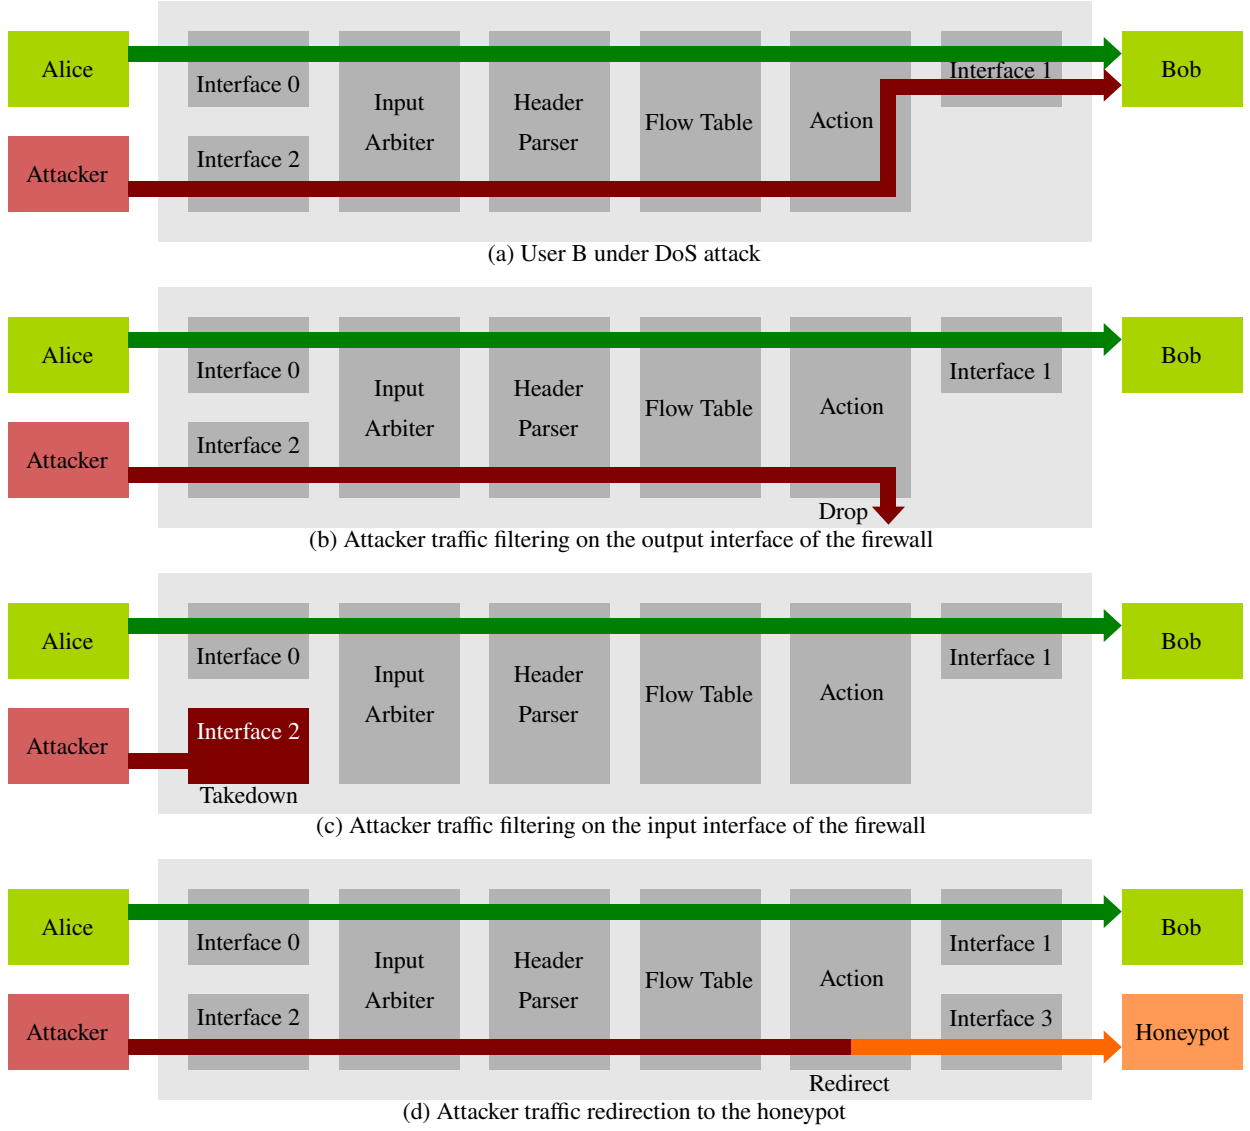 Alice
Interface 0
Input
Arbiter
Header
Parser
Flow Table
Action
Interface 1
Bob
Attacker
Interface 2
(a) User B under DoS attack
Alice
Interface 0
Input
Arbiter
Header
Parser
Flow Table
Action
Interface 1
Bob
Attacker
Interface 2
Drop
(b) Attacker traffic filtering on the output interface of the firewall
Alice
Interface 0
Input
Arbiter
Header
Parser
Flow Table
Action
Interface 1
Bob
Attacker
Interface 2
Takedown
(c) Attacker traffic filtering on the input interface of the firewall
Alice
Interface 0
Input
Arbiter
Header
Parser
Flow Table
Action
Interface 1
Bob
Attacker
Interface 2
Interface 3
Honeypot
Redirect
(d) Attacker traffic redirection to the honeypot